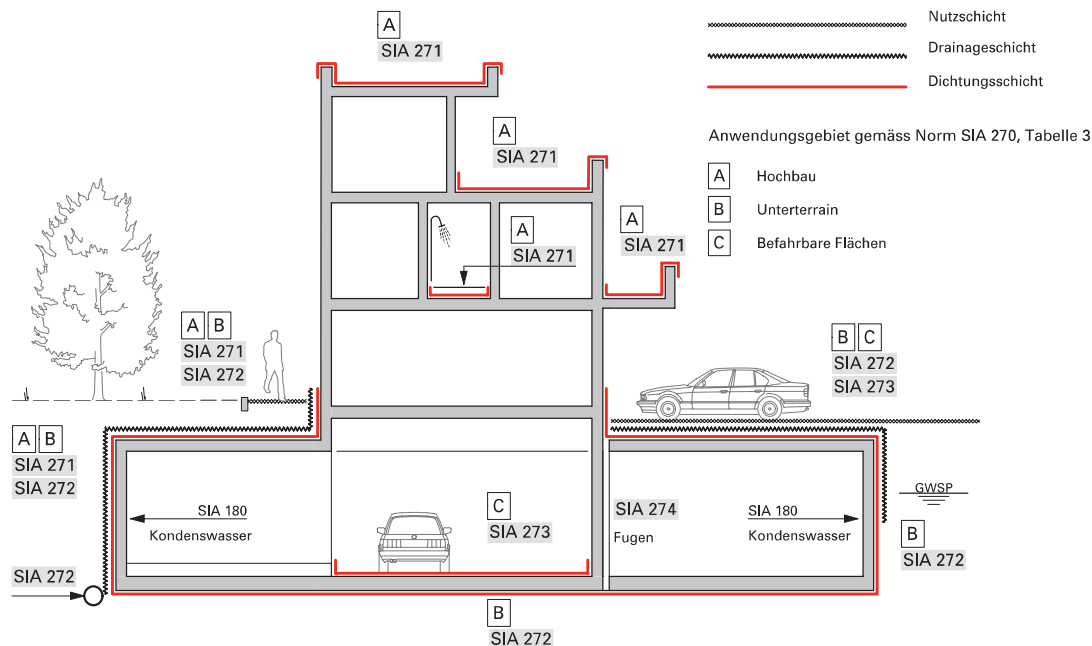 A
SIA 271
Nutzschicht
Drainageschicht
Dichtungsschicht
Anwendungsgebiet gemäss Norm SIA 270, Tabelle 3
A Hochbau
B Unterterrain
C Befahrbare Flächen
A
SIA 271
A
SIA 271
A
SIA 271
A B
SIA 271
SIA 272
B C
SIA 272
SIA 273
A B
SIA 271
SIA 272
SIA 180
Kondenswasser
C
SIA 273
SIA 274
Fugen
SIA 180
Kondenswasser
GWSP
B
SIA 272
SIA 272
B
SIA 272